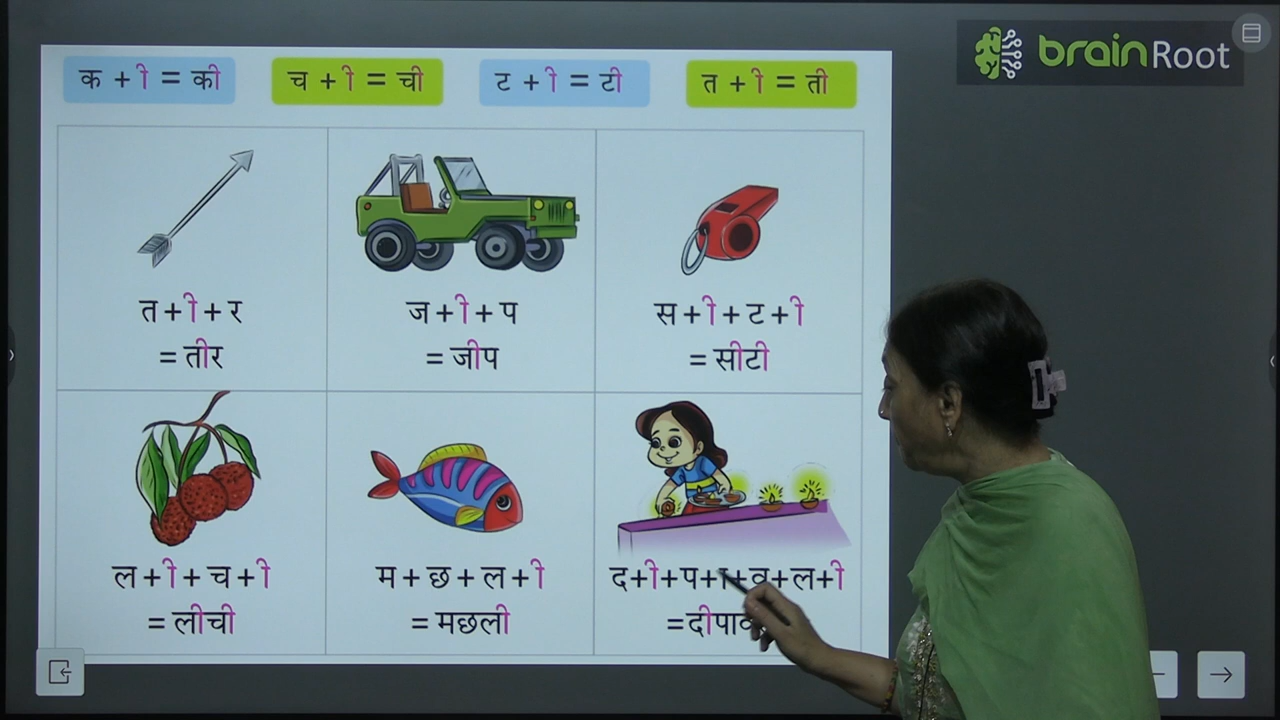 brainRoot
क + ी = की
च + ी = ची
ट + ी = टी
त + ी = ती
त+ी+र
= तीर
ज+ी+प
= जीप
स+ी+ट+ी
= सीटी
ल+ी+च+ी
= लीची
म+छ+ल+ी
= मछली
द+ी+प+ा+व+ल+ी